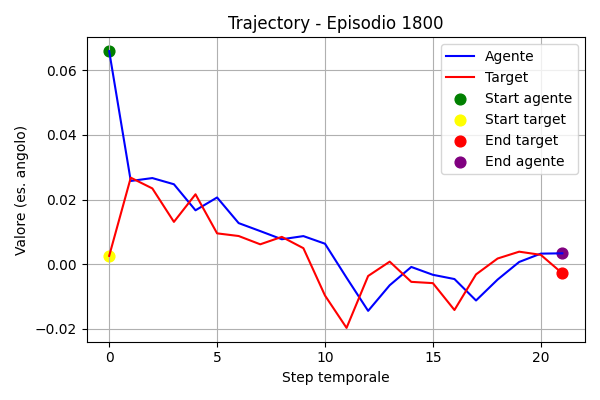 Trajectory - Episodio 1800
Valore (es. angolo)
0.06
0.04
0.02
0.00
−0.02
0
5
10
15
20
Step temporale
Agente
Target
Start agente
Start target
End target
End agente